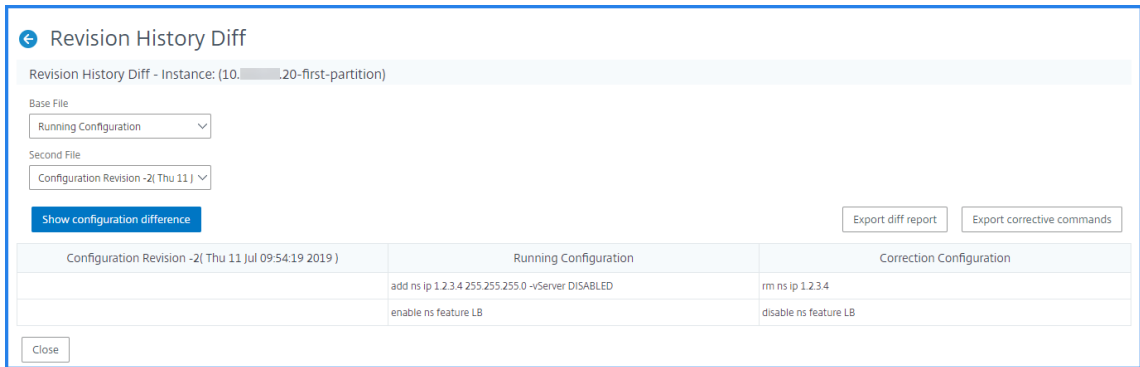 Revision History Diff
Revision History Diff - Instance: (10. .20-first-partition)
Base File
Running Configuration
Second File
Configuration Revision -2( Thu 11 J
Show configuration difference
Export diff report
Export corrective commands
Configuration Revision -2( Thu 11 Jul 09:54:19 2019 )
Running Configuration
Correction Configuration
add ns ip 1.2.3.4 255.255.255.0 -vServer DISABLED
rm ns ip 1.2.3.4
enable ns feature LB
disable ns feature LB
Close